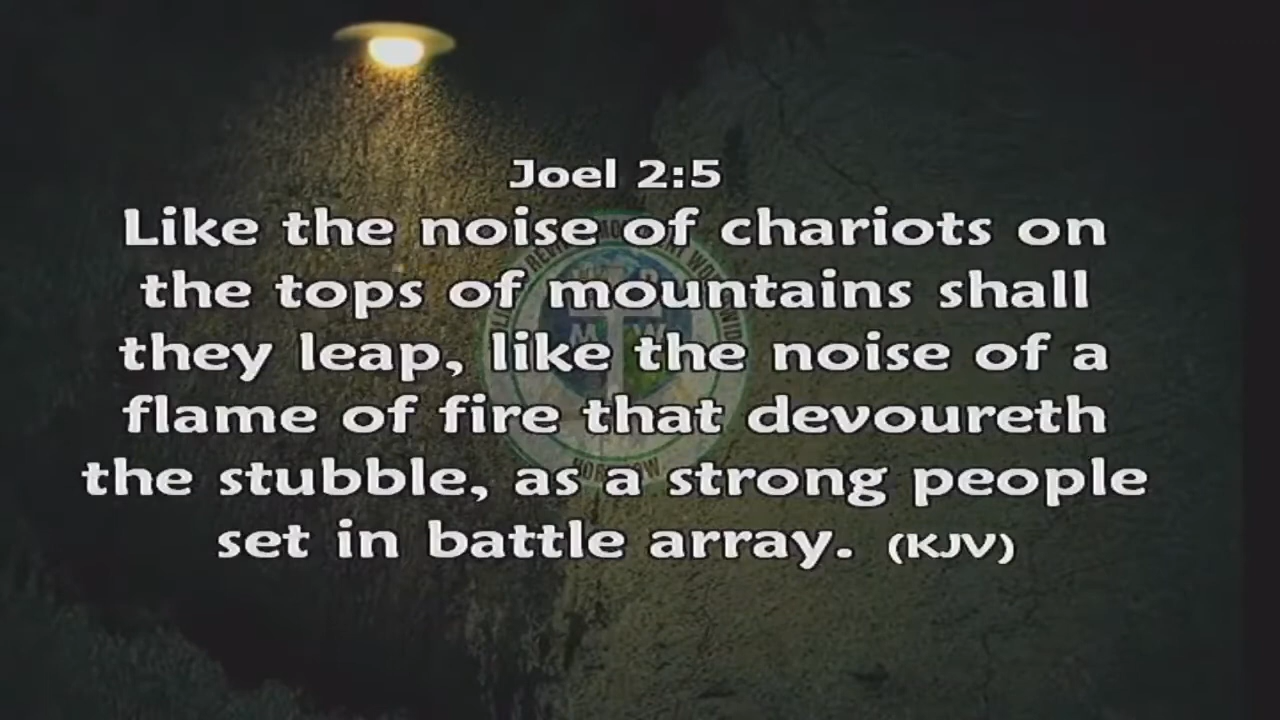 Joel 2:5
Like the noise of chariots on
the tops of mountains shall
they leap, like the noise of a
flame of fire that devoureth
the stubble, as a strong people
set in battle array. (KJV)